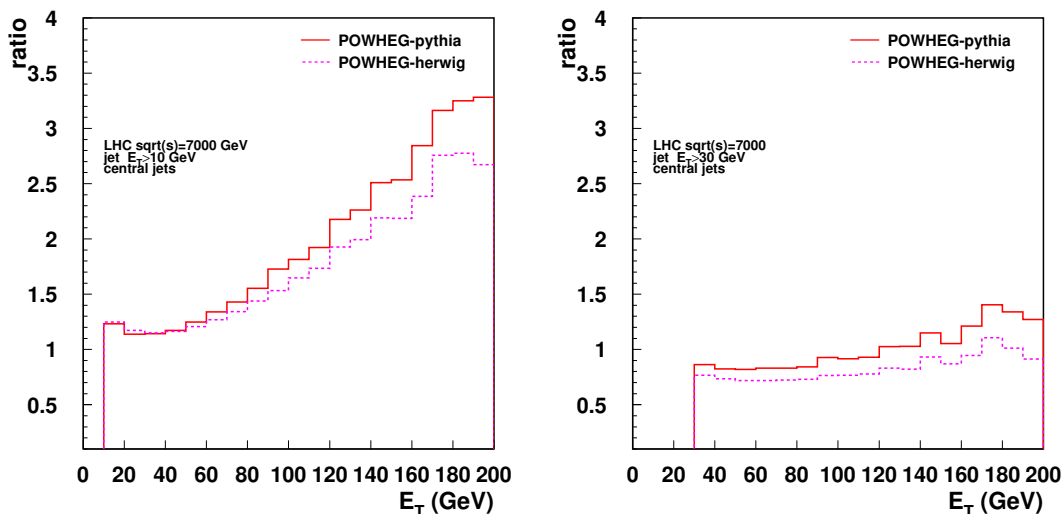 ratio
4
3.5
3
2.5
2
1.5
1
0.5
POWHEG-pythia
POWHEG-herwig
LHC sqrt(s)=7000 GeV
jet E_T>10 GeV
central jets
0 20 40 60 80 100 120 140 160 180 200
E_T (GeV)
ratio
4
3.5
3
2.5
2
1.5
1
0.5
POWHEG-pythia
POWHEG-herwig
LHC sqrt(s)=7000
jet E_T>30 GeV
central jets
0 20 40 60 80 100 120 140 160 180 200
E_T (GeV)